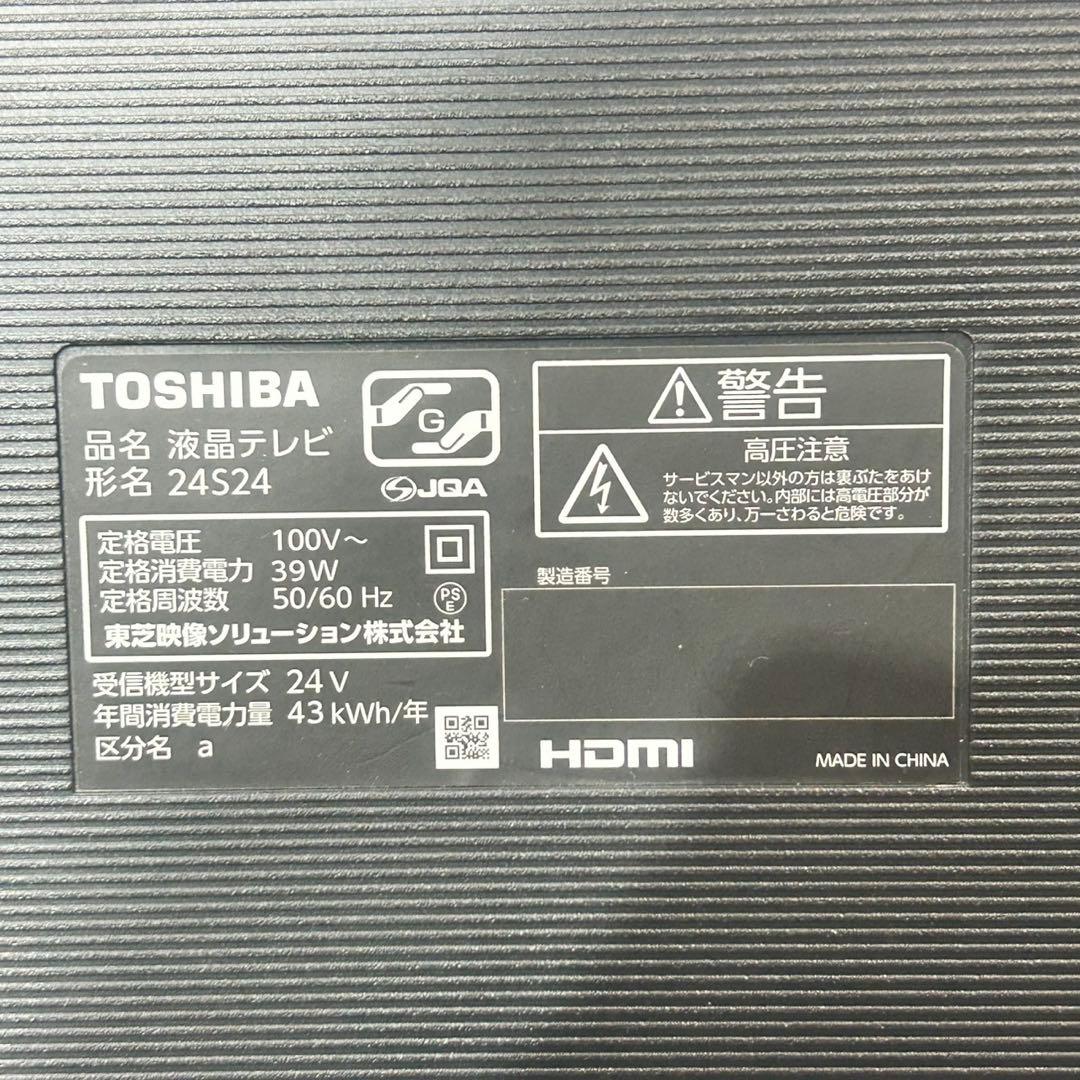 TOSHIBA
品名 液晶テレビ
形名 24S24
G
JQA
定格電圧 100V～
定格消費電力 39W
定格周波数 50/60 Hz
PS
E
東芝映像ソリューション株式会社
受信機型サイズ 24V
年間消費電力量 43kWh/年
区分名 a
警告
高圧注意
サービスマン以外の方は裏ぶたをあけ
ないでください。内部には高電圧部分が
数多くあり、万一さわると危険です。
製造番号
HDMI
MADE IN CHINA